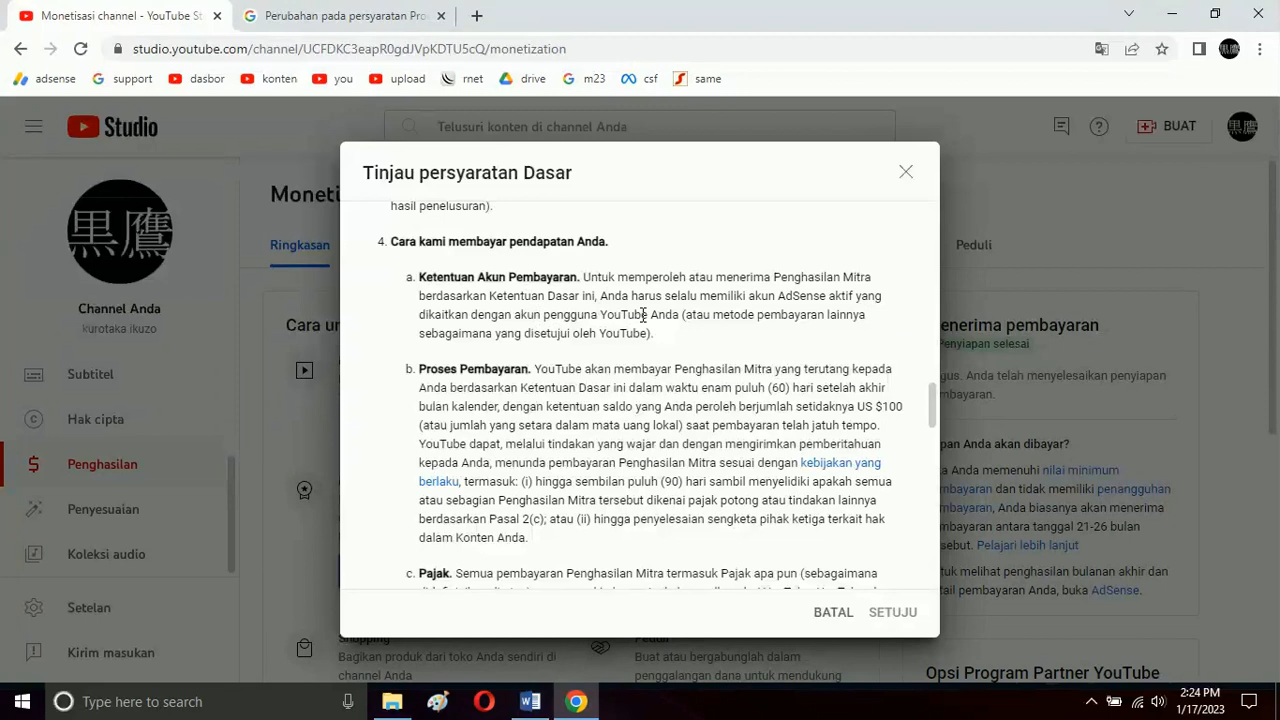 Monetisasi channel - YouTube St
Perubahan pada persyaratan Pro
studio.youtube.com/channel/UCFDKC3eapR0gdJVpKDTU5cQ/monetization
adsense
support
dasbor
konten
you
upload
rnet
drive
m23
csf
same
Studio
Telusuri konten di channel Anda
BUAT
黒鷹
黒鷹
Channel Anda
kurotaka ikuzo
Subtitel
Hak cipta
Penghasilan
Penyesuaian
Koleksi audio
Setelan
Kirim masukan
Ringkasan
Peduli
Tinjau persyaratan Dasar
hasil penelusuran).
4. Cara kami membayar pendapatan Anda.
a. Ketentuan Akun Pembayaran. Untuk memperoleh atau menerima Penghasilan Mitra
berdasarkan Ketentuan Dasar ini, Anda harus selalu memiliki akun AdSense aktif yang
dikaitkan dengan akun pengguna YouTube Anda (atau metode pembayaran lainnya
sebagaimana yang disetujui oleh YouTube).
b. Proses Pembayaran. YouTube akan membayar Penghasilan Mitra yang terutang kepada
Anda berdasarkan Ketentuan Dasar ini dalam waktu enam puluh (60) hari setelah akhir
bulan kalender, dengan ketentuan saldo yang Anda peroleh berjumlah setidaknya US $100
(atau jumlah yang setara dalam mata uang lokal) saat pembayaran telah jatuh tempo.
YouTube dapat, melalui tindakan yang wajar dan dengan mengirimkan pemberitahuan
kepada Anda, menunda pembayaran Penghasilan Mitra sesuai dengan kebijakan yang
berlaku, termasuk: (i) hingga sembilan puluh (90) hari sambil menyelidiki apakah semua
atau sebagian Penghasilan Mitra tersebut dikenai pajak potong atau tindakan lainnya
berdasarkan Pasal 2(c); atau (ii) hingga penyelesaian sengketa pihak ketiga terkait hak
dalam Konten Anda.
c. Pajak. Semua pembayaran Penghasilan Mitra termasuk Pajak apa pun (sebagaimana
BATAL
SETUJU
Cara un
Penyiapan selesai
Anda telah menyelesaikan penyiapan
Anda akan dibayar?
Anda memenuhi nilai minimum
dan tidak memiliki penangguhan
Anda biasanya akan menerima
antara tanggal 21-26 bulan
Pelajari lebih lanjut
melihat penghasilan bulanan akhir dan
Anda, buka AdSense.
Shopping
Bagikan produk dari toko Anda sendiri di
channel Anda
Peduli
Buat atau bergabunglah dalam
penggalangan dana untuk mendukung
Opsi Program Partner YouTube
Type here to search
2:24 PM
1/17/2023